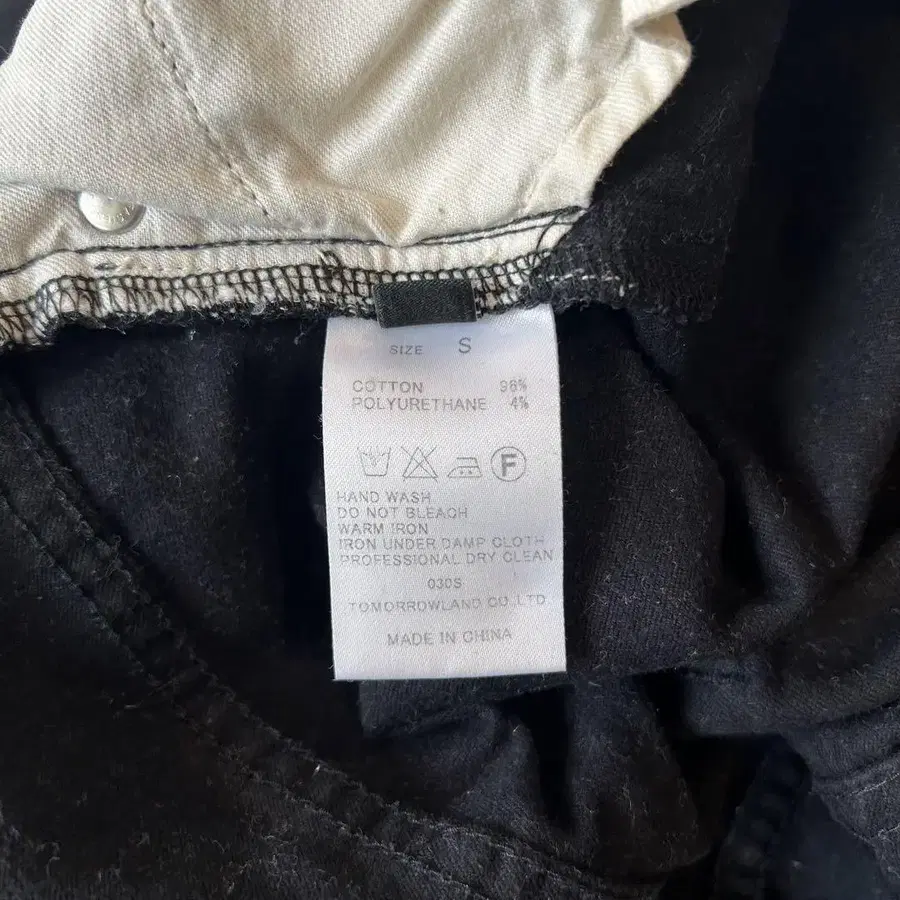 SIZE S
COTTON 96%
POLYURETHANE 4%
F
HAND WASH
DO NOT BLEACH
WARM IRON
IRON UNDER DAMP CLOTH
PROFESSIONAL DRY CLEAN
030S
TOMORROWLAND CO.,LTD.
MADE IN CHINA